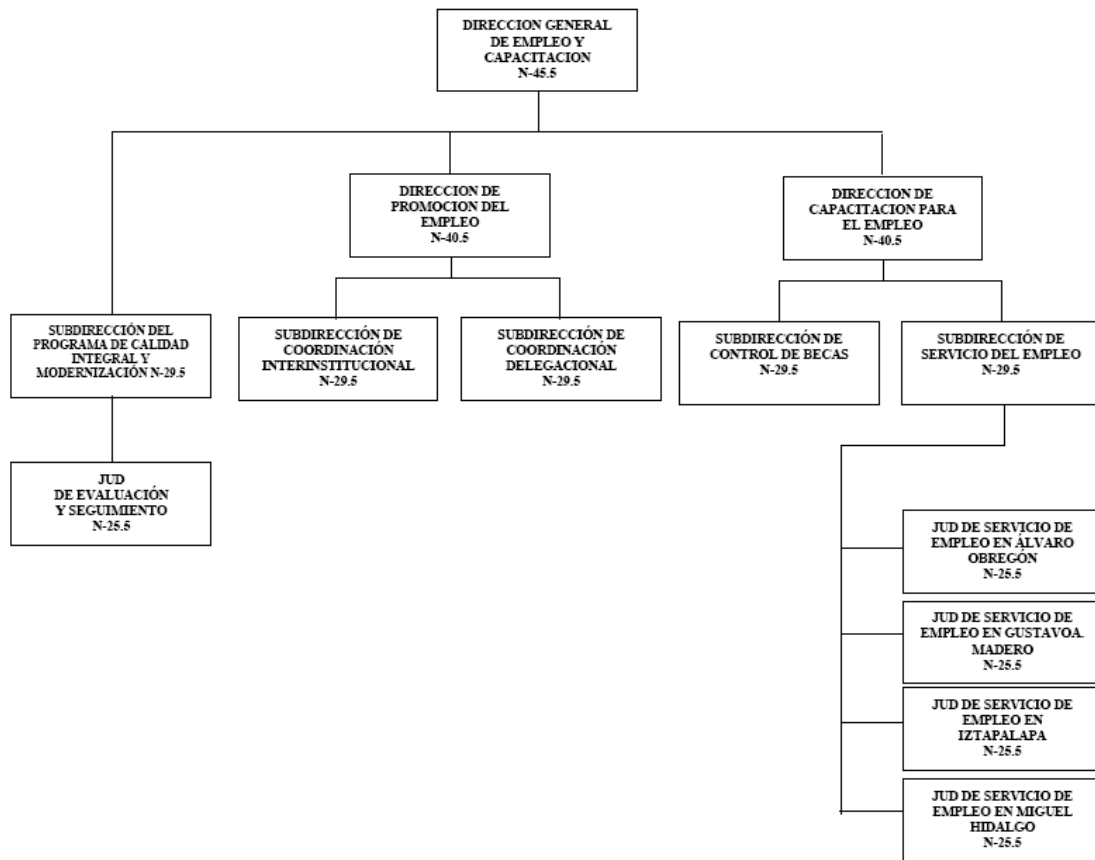 DIRECCION GENERAL
DE EMPLEO Y
CAPACITACION
N-45.5
DIRECCION DE
PROMOCION DEL
EMPLEO
N-40.5
DIRECCION DE
CAPACITACION PARA
EL EMPLEO
N-40.5
SUBDIRECCIÓN DEL
PROGRAMA DE CALIDAD
INTEGRAL Y
MODERNIZACIÓN N-29.5
SUBDIRECCIÓN DE
COORDINACIÓN
INTERINSTITUCIONAL
N-29.5
SUBDIRECCIÓN DE
COORDINACIÓN
DELEGACIONAL
N-29.5
SUBDIRECCIÓN DE
CONTROL DE BECAS
N-29.5
SUBDIRECCIÓN DE
SERVICIO DEL EMPLEO
N-29.5
JUD
DE EVALUACIÓN
Y SEGUIMIENTO
N-25.5
JUD DE SERVICIO DE
EMPLEO EN ÁLVARO
OBREGÓN
N-25.5
JUD DE SERVICIO DE
EMPLEO EN GUSTAVOA.
MADERO
N-25.5
JUD DE SERVICIO DE
EMPLEO EN
IZTAPALAPA
N-25.5
JUD DE SERVICIO DE
EMPLEO EN MIGUEL
HIDALGO
N-25.5